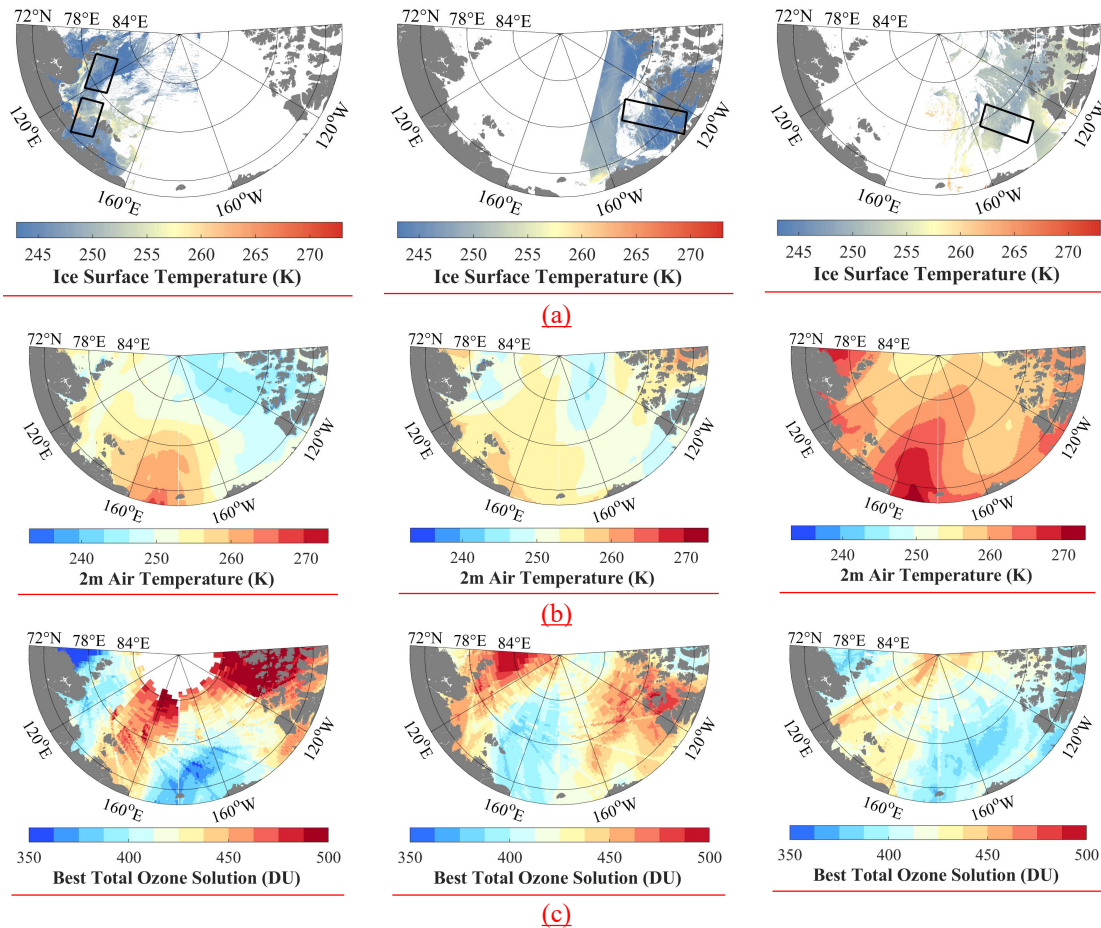 72°N 78°E 84°E 72°N 78°E 84°E 72°N 78°E 84°E
120°E 120°W 120°E 120°W 120°E 120°W
160°E 160°W 160°E 160°W 160°E 160°W
245 250 255 260 265 270 245 250 255 260 265 270 245 250 255 260 265 270
Ice Surface Temperature (K) Ice Surface Temperature (K) Ice Surface Temperature (K)
(a)
72°N 78°E 84°E 72°N 78°E 84°E 72°N 78°E 84°E
120°E 120°W 120°E 120°W 120°E 120°W
160°E 160°W 160°E 160°W 160°E 160°W
240 250 260 270 240 250 260 270 240 250 260 270
2m Air Temperature (K) 2m Air Temperature (K) 2m Air Temperature (K)
(b)
72°N 78°E 84°E 72°N 78°E 84°E 72°N 78°E 84°E
120°E 120°W 120°E 120°W 120°E 120°W
160°E 160°W 160°E 160°W 160°E 160°W
350 400 450 500 350 400 450 500 350 400 450 500
Best Total Ozone Solution (DU) Best Total Ozone Solution (DU) Best Total Ozone Solution (DU)
(c)